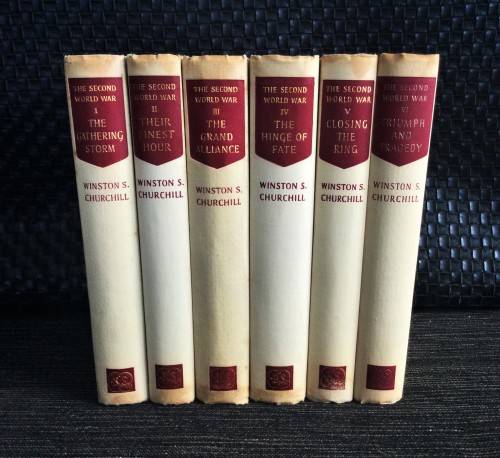 THE SECOND
WORLD WAR
I
THE
GATHERING
STORM
WINSTON S.
CHURCHILL
THE SECOND
WORLD WAR
II
THEIR
FINEST
HOUR
WINSTON S.
CHURCHILL
THE SECOND
WORLD WAR
III
THE
GRAND
ALLIANCE
WINSTON S.
CHURCHILL
THE SECOND
WORLD WAR
IV
THE
HINGE OF
FATE
WINSTON S.
CHURCHILL
THE SECOND
WORLD WAR
V
CLOSING
THE
RING
WINSTON S.
CHURCHILL
THE SECOND
WORLD WAR
VI
TRIUMPH
AND
TRAGEDY
WINSTON S.
CHURCHILL